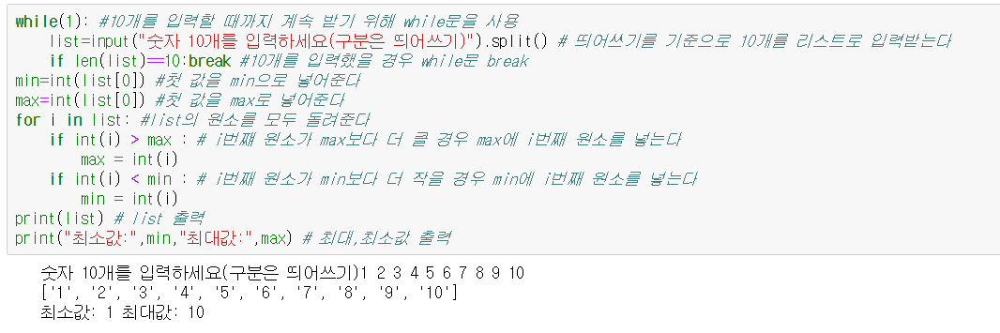 while(1): #10개를 입력할 때까지 계속 받기 위해 while문을 사용
    list=input("숫자 10개를 입력하세요(구분은 띄어쓰기)").split() # 띄어쓰기를 기준으로 10개를 리스트로 입력받는다
    if len(list)==10:break #10개를 입력했을 경우 while문 break
min=int(list[0]) #첫 값을 min으로 넣어준다
max=int(list[0]) #첫 값을 max로 넣어준다
for i in list: #list의 원소를 모두 돌려준다
    if int(i) > max : # i번째 원소가 max보다 더 클 경우 max에 i번째 원소를 넣는다
        max = int(i)
    if int(i) < min : # i번째 원소가 min보다 더 작을 경우 min에 i번째 원소를 넣는다
        min = int(i)
print(list) # list 출력
print("최소값:",min,"최대값:",max) # 최대,최소값 출력
숫자 10개를 입력하세요(구분은 띄어쓰기)1 2 3 4 5 6 7 8 9 10
['1', '2', '3', '4', '5', '6', '7', '8', '9', '10']
최소값: 1 최대값: 10